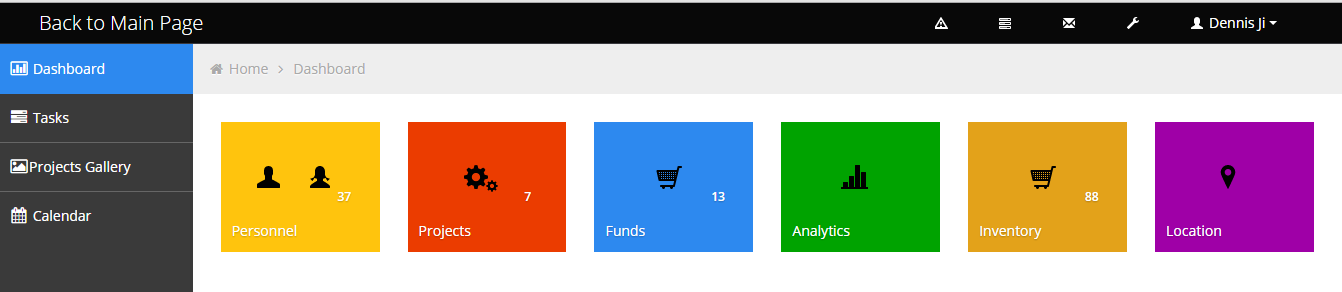 Back to Main Page
Dennis Ji
Dashboard
Home > Dashboard
Tasks
Projects Gallery
Calendar
37
Personnel
7
Projects
13
Funds
Analytics
88
Inventory
Location